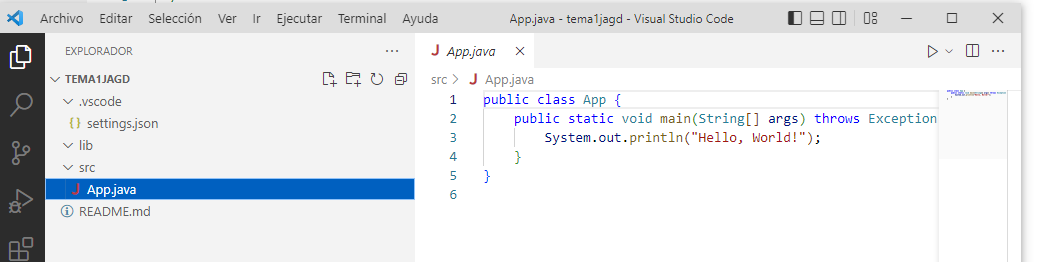 Archivo Editar Selección Ver Ir Ejecutar Terminal Ayuda App.java - tema1jagd - Visual Studio Code
EXPLORADOR ...
TEMA1JAGD
.vscode
{} settings.json
lib
src
J App.java
README.md
J App.java
src > J App.java
1 public class App {
2 public static void main(String[] args) throws Exception
3 System.out.println("Hello, World!");
4 }
5 }
6